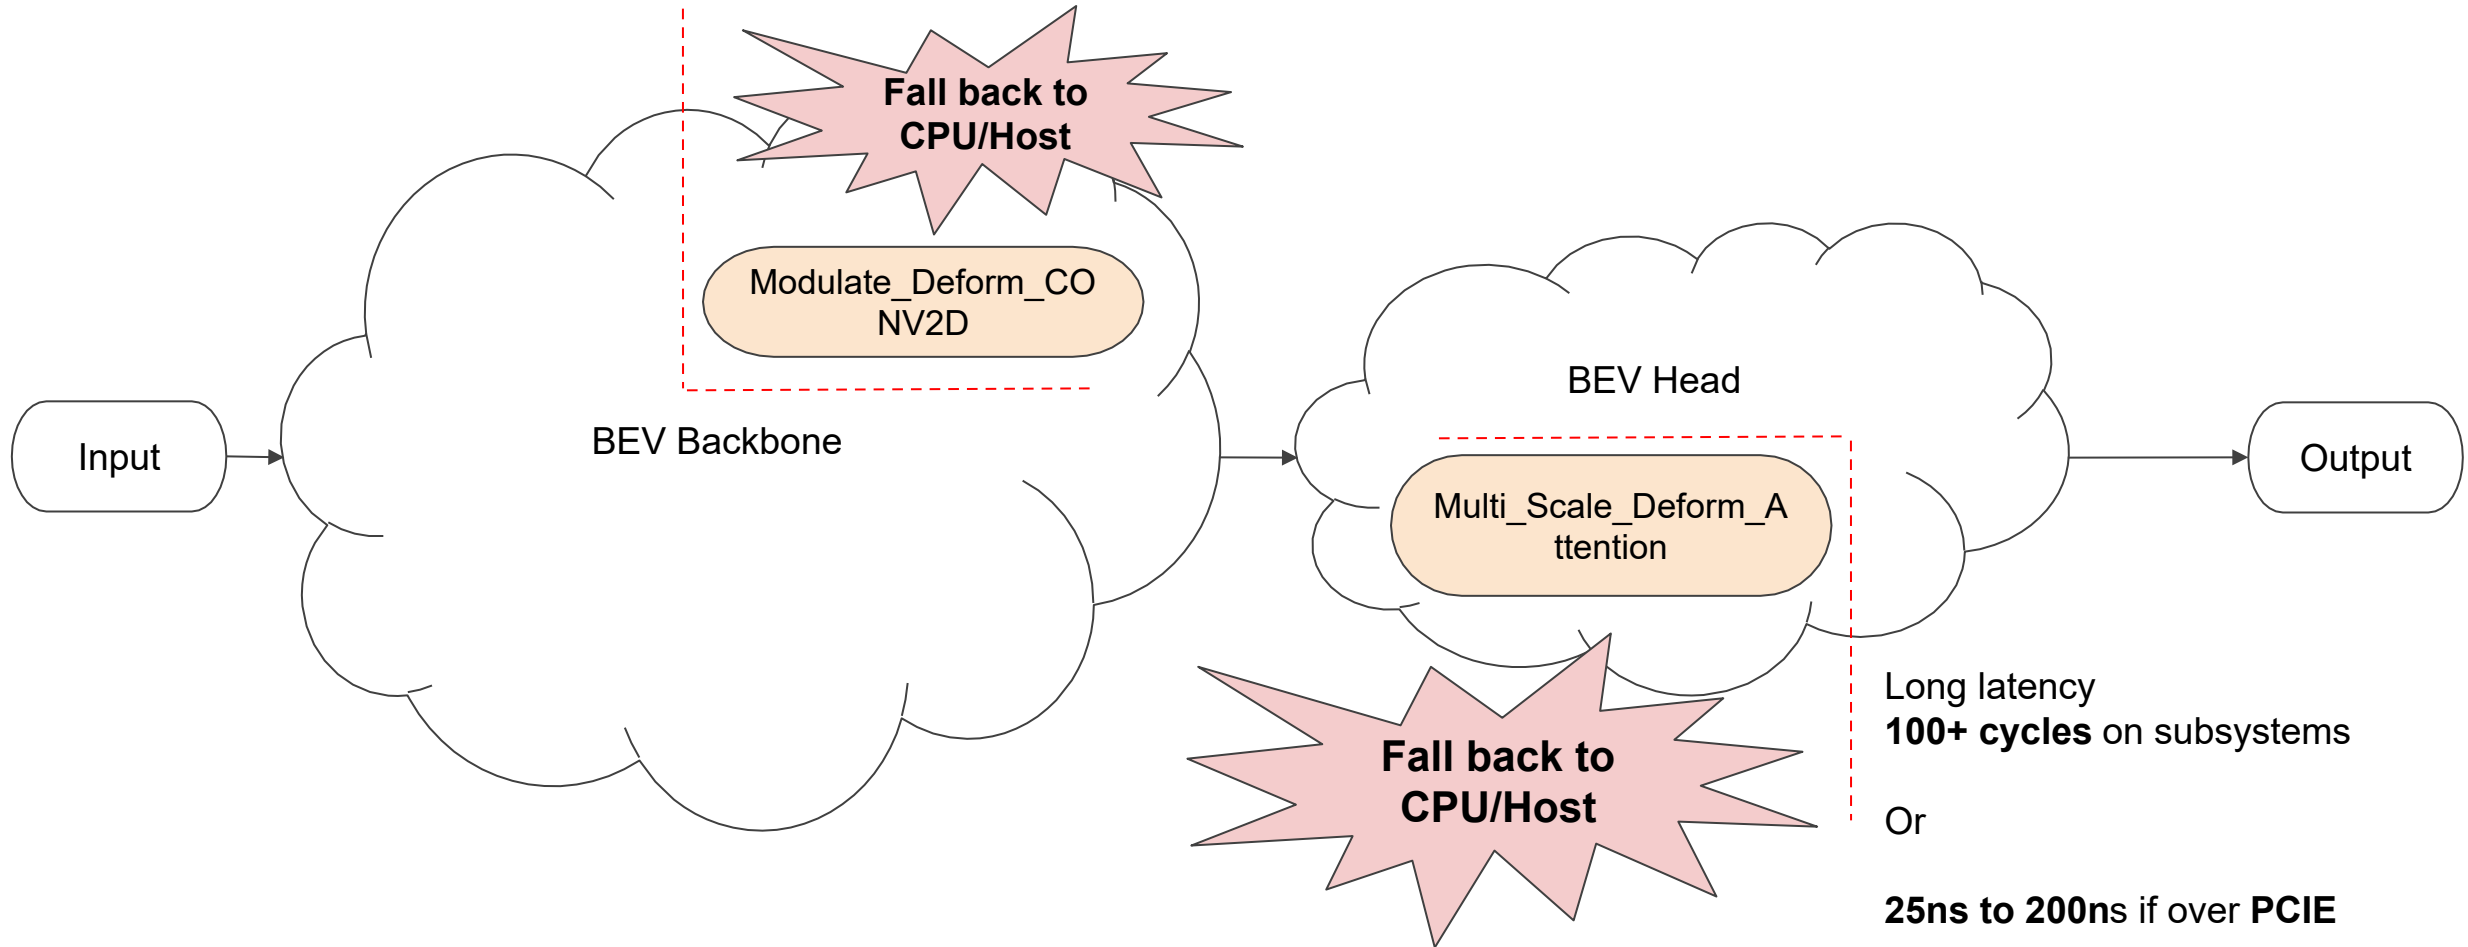 Fall back to
CPU/Host
Modulate_Deform_CO
NV2D
BEV Backbone
Input
BEV Head
Multi_Scale_Deform_A
ttention
Output
Fall back to
CPU/Host
Long latency
100+ cycles on subsystems
Or
25ns to 200ns if over PCIE